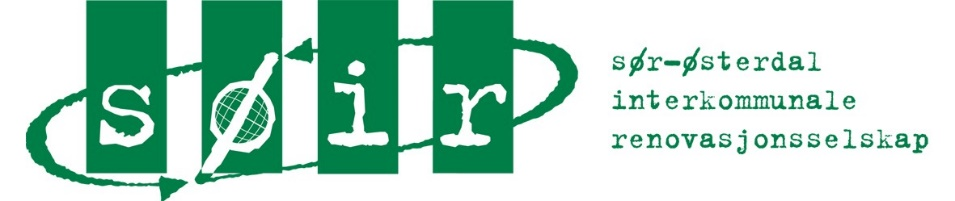 søir
sør-østerdal
interkommunale
renovasjonsselskap